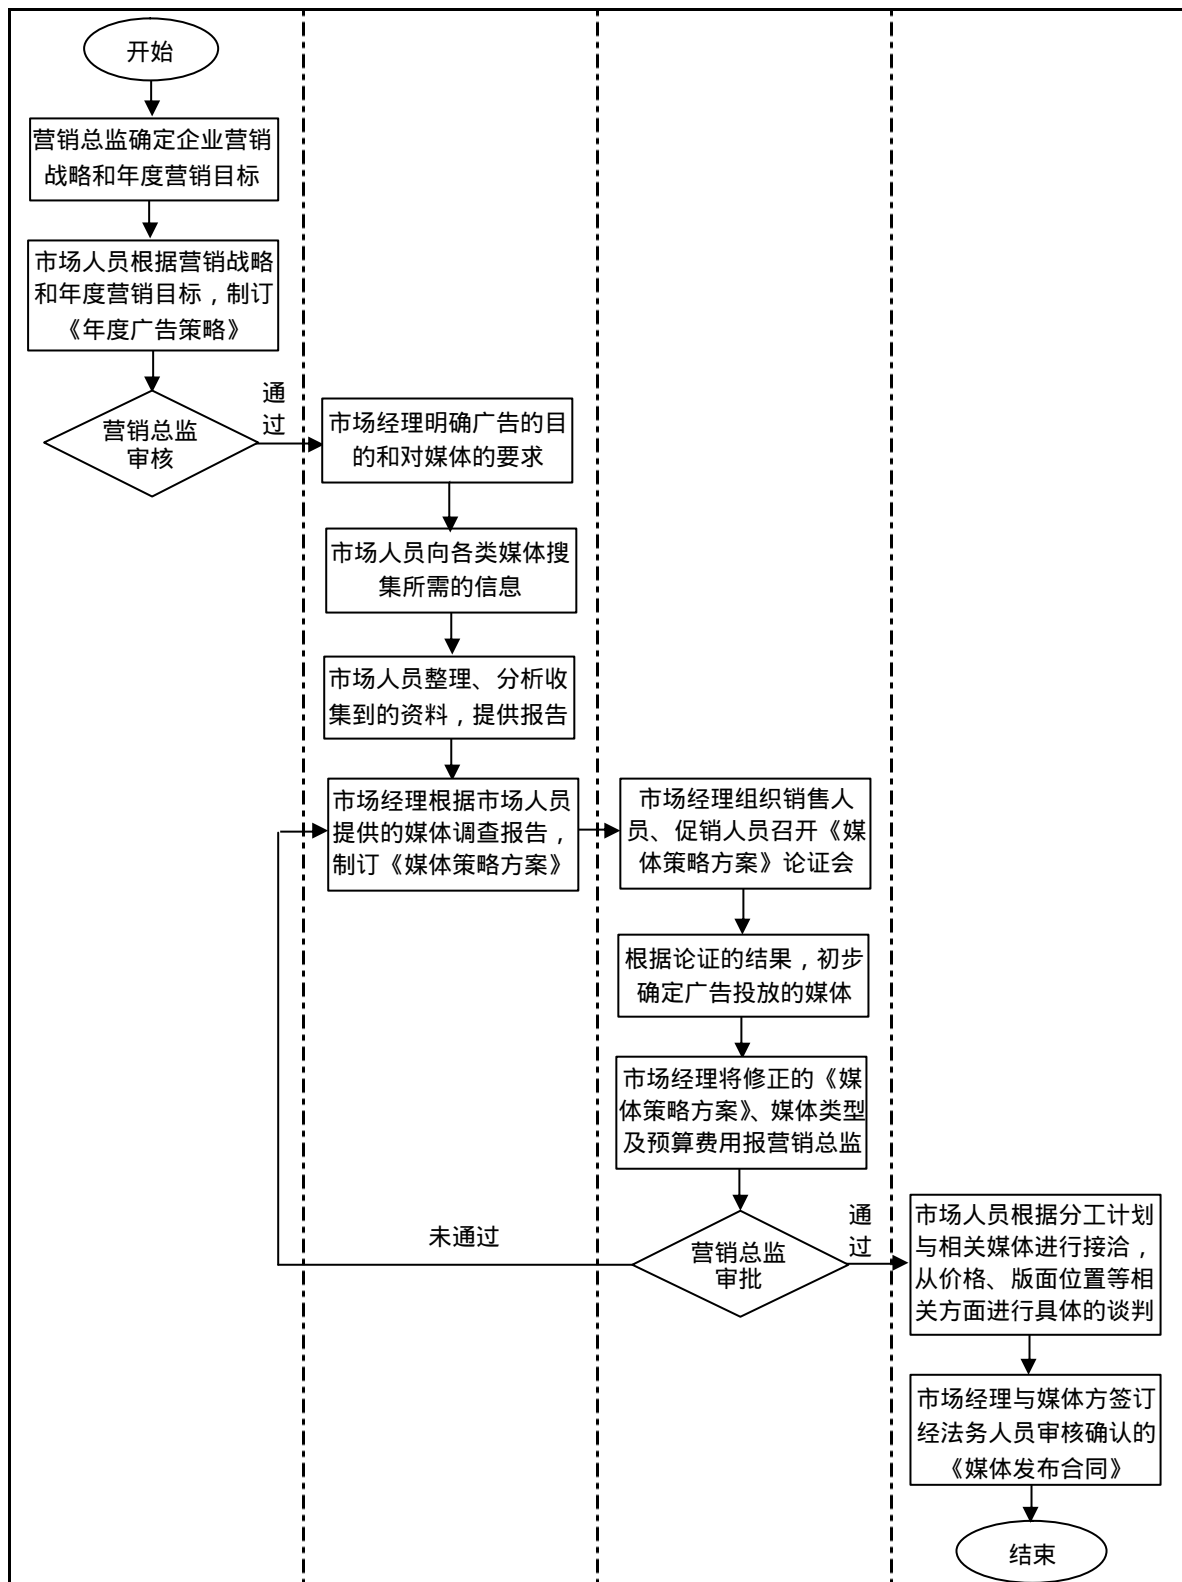 开始
营销总监确定企业营销
战略和年度营销目标
市场人员根据营销战略
和年度营销目标，制订
《年度广告策略》
营销总监
审核
通
过
市场经理明确广告的目
的和对媒体的要求
市场人员向各类媒体搜
集所需的信息
市场人员整理、分析收
集到的资料，提供报告
市场经理根据市场人员
提供的媒体调查报告，
制订《媒体策略方案》
市场经理组织销售人
员、促销人员召开《媒
体策略方案》论证会
根据论证的结果，初步
确定广告投放的媒体
市场经理将修正的《媒
体策略方案》、媒体类型
及预算费用报营销总监
营销总监
审批
未通过
通
过
市场人员根据分工计划
与相关媒体进行接洽，
从价格、版面位置等相
关方面进行具体的谈判
市场经理与媒体方签订
经法务人员审核确认的
《媒体发布合同》
结束